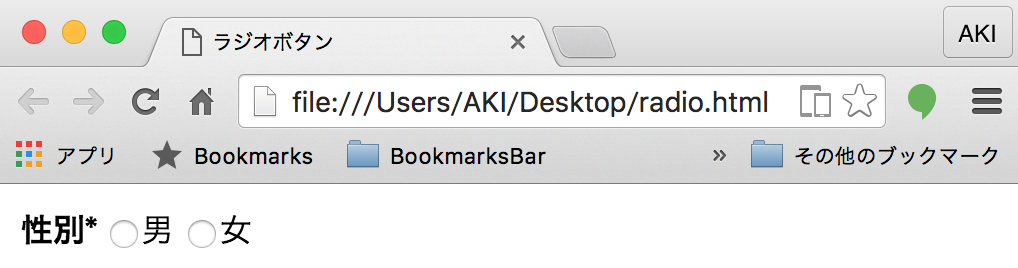 ラジオボタン
AKI
file:///Users/AKI/Desktop/radio.html
アプリ Bookmarks BookmarksBar » その他のブックマーク
性別* 男 女